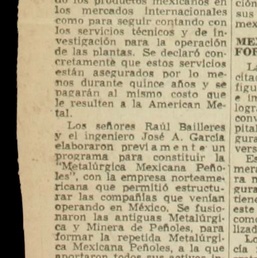 de los productos mexicanos en
los mercados internacionales
como para seguir contando con
los servicios técnicos y de in-
vestigación para la operación
de las plantas. Se declaró con-
cretamente que estos servicios
están asegurados por lo me-
nos durante quince años y se
pagarán al mismo costo que
le resulten a la American Me-
tal.
Los señores Raúl Bailleres
y el ingeniero José A. García
elaboraron previamente un
programa para constituir la
"Metalúrgica Mexicana Peño-
les", con la empresa norteame-
ricana que permitió estructu-
rar las compañías que venían
operando en México. Se fusio-
naron las antiguas Metalúrgi-
ca y Minera de Peñoles, para
formar la repetida Metalúrgi-
ca Mexicana Peñoles, a la que
aportaron todos sus activos